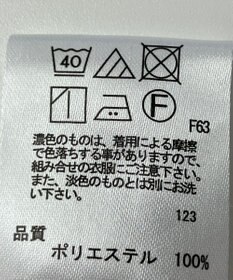 40
F F63
濃色のものは、着用による摩擦
で色落ちする事がありますので、
組み合せの衣服にご注意下さい。
また、淡色のものとは別にお洗
い下さい。
123
品質
ポリエステル 100%